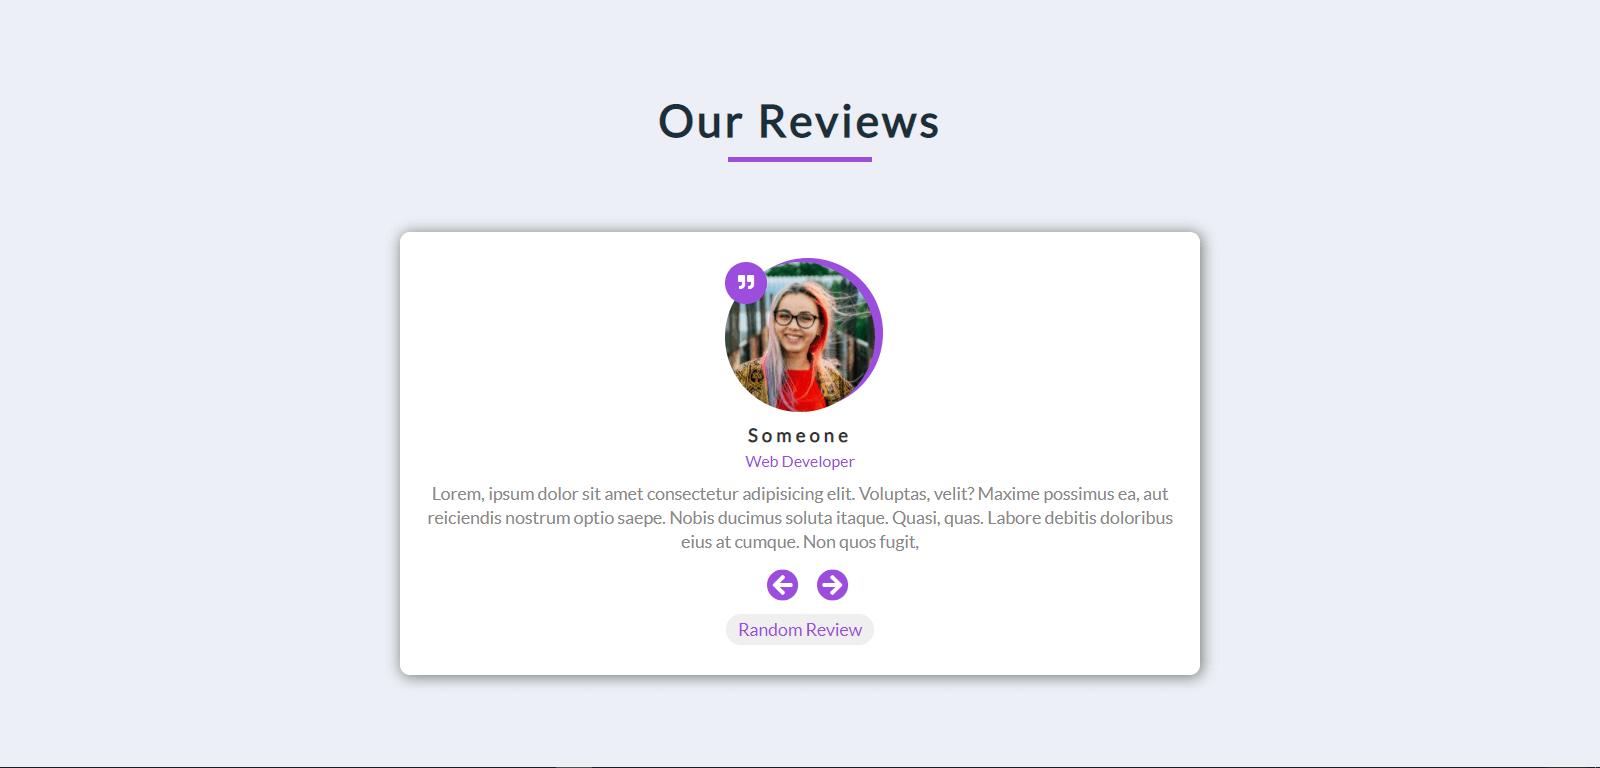 Our Reviews
Someone
Web Developer
Lorem, ipsum dolor sit amet consectetur adipisicing elit. Voluptas, velit? Maxime possimus ea, aut
reiciendis nostrum optio saepe. Nobis ducimus soluta itaque. Quasi, quas. Labore debitis doloribus
eius at cumque. Non quos fugit,
Random Review